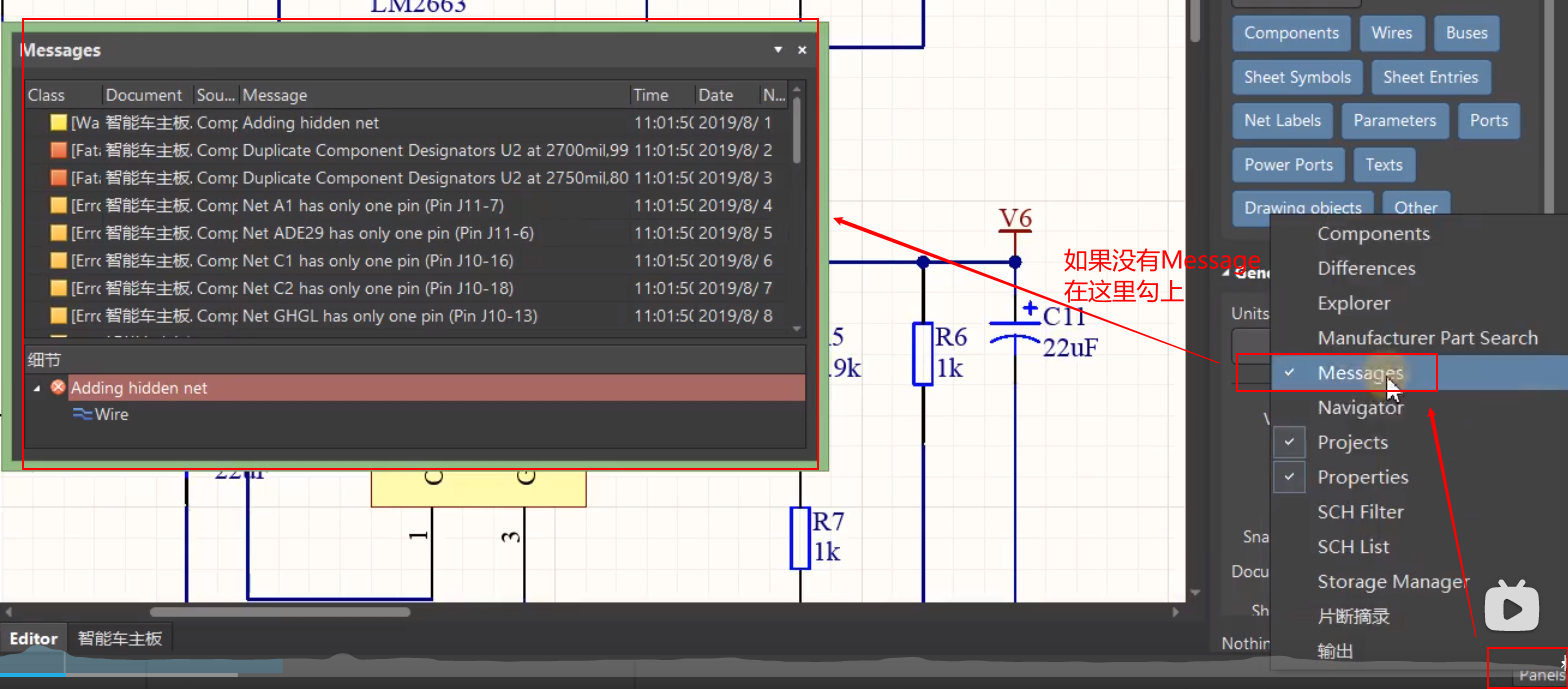 LM2663
Messages
Class Document Sou... Message Time Date N...
[Wa 智能车主板. Comp Adding hidden net 11:01:5( 2019/8/ 1
[Fata 智能车主板. Comp Duplicate Component Designators U2 at 2700mil,99 11:01:5( 2019/8/ 2
[Fata 智能车主板. Comp Duplicate Component Designators U2 at 2750mil,80 11:01:5( 2019/8/ 3
[Erro 智能车主板. Comp Net A1 has only one pin (Pin J11-7) 11:01:5( 2019/8/ 4
[Erro 智能车主板. Comp Net ADE29 has only one pin (Pin J11-6) 11:01:5( 2019/8/ 5
[Erro 智能车主板. Comp Net C1 has only one pin (Pin J10-16) 11:01:5( 2019/8/ 6
[Erro 智能车主板. Comp Net C2 has only one pin (Pin J10-18) 11:01:5( 2019/8/ 7
[Erro 智能车主板. Comp Net GHGL has only one pin (Pin J10-13) 11:01:5( 2019/8/ 8
细节
Adding hidden net
Wire
V6
如果没有Message
在这里勾上
C11
22uF
R6
1k
.9k
22uF
1
3
R7
1k
Components Wires Buses
Sheet Symbols Sheet Entries
Net Labels Parameters Ports
Power Ports Texts
Drawing objects Other
Units
Components
Differences
Explorer
Manufacturer Part Search
Messages
Navigator
Projects
Properties
SCH Filter
SCH List
Storage Manager
片断摘录
输出
Sna
Docu
Sh
Nothin
Editor 智能车主板
Panels